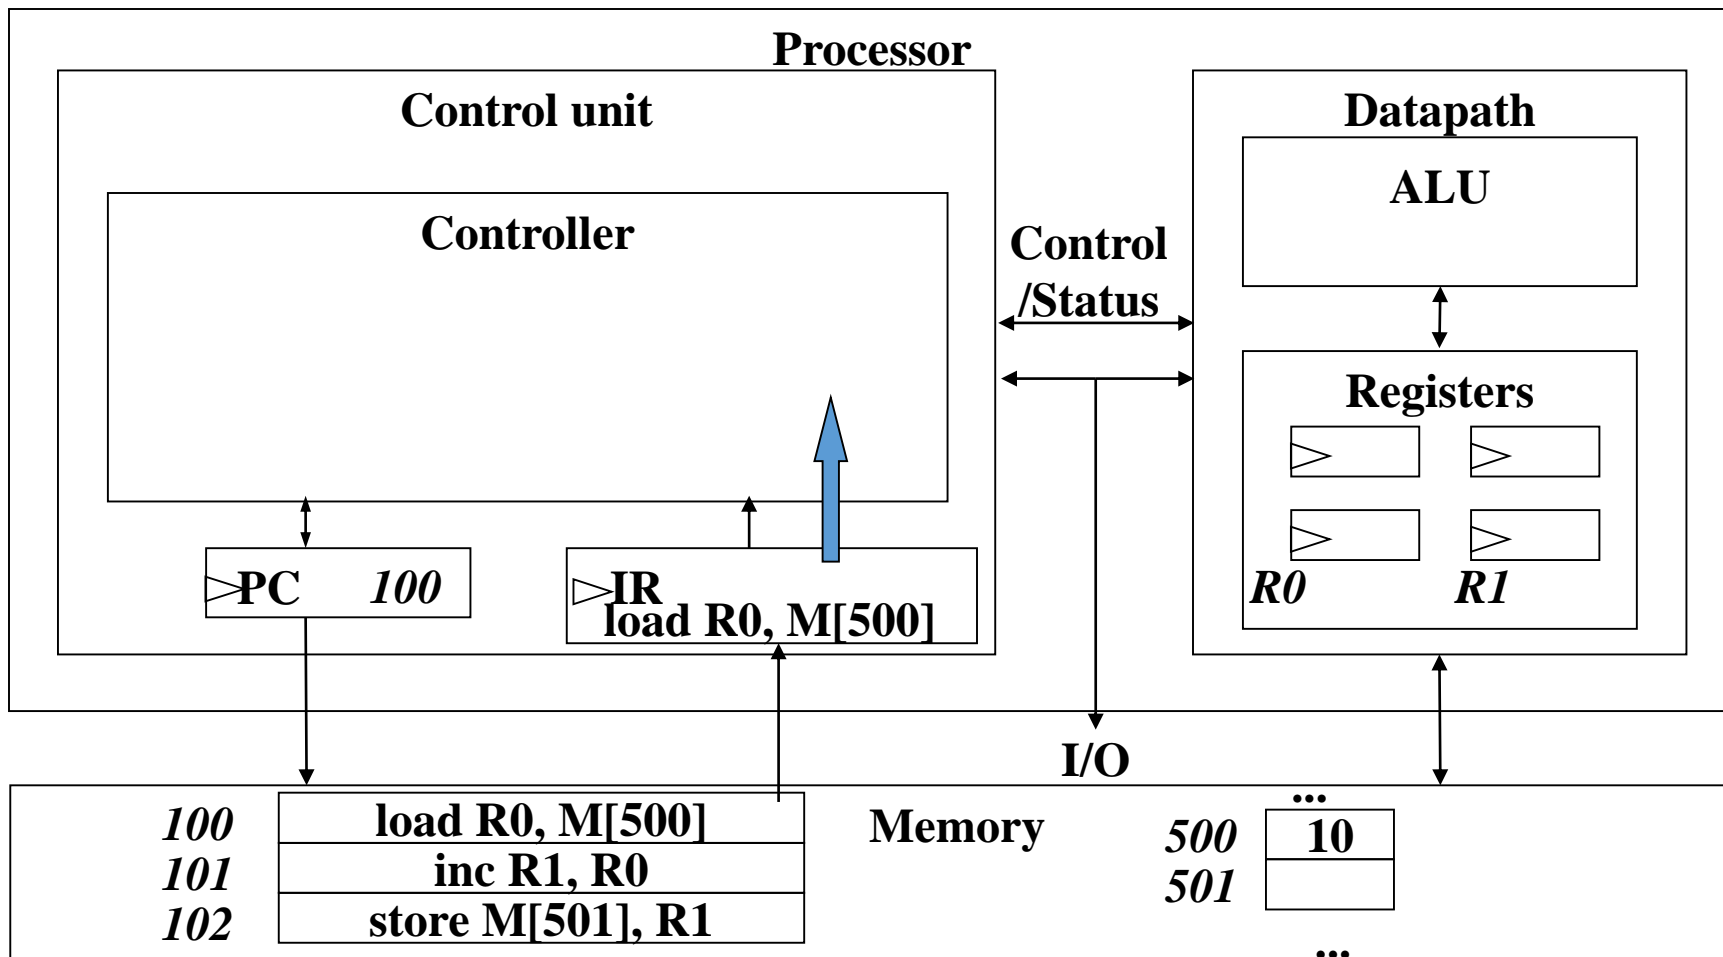 Processor
Control unit
Datapath
ALU
Controller
Control
/Status
Registers
PC 100
IR
load R0, M[500]
R0 R1
I/O
...
100 load R0, M[500]
Memory
500 10
101 inc R1, R0
501
102 store M[501], R1
...